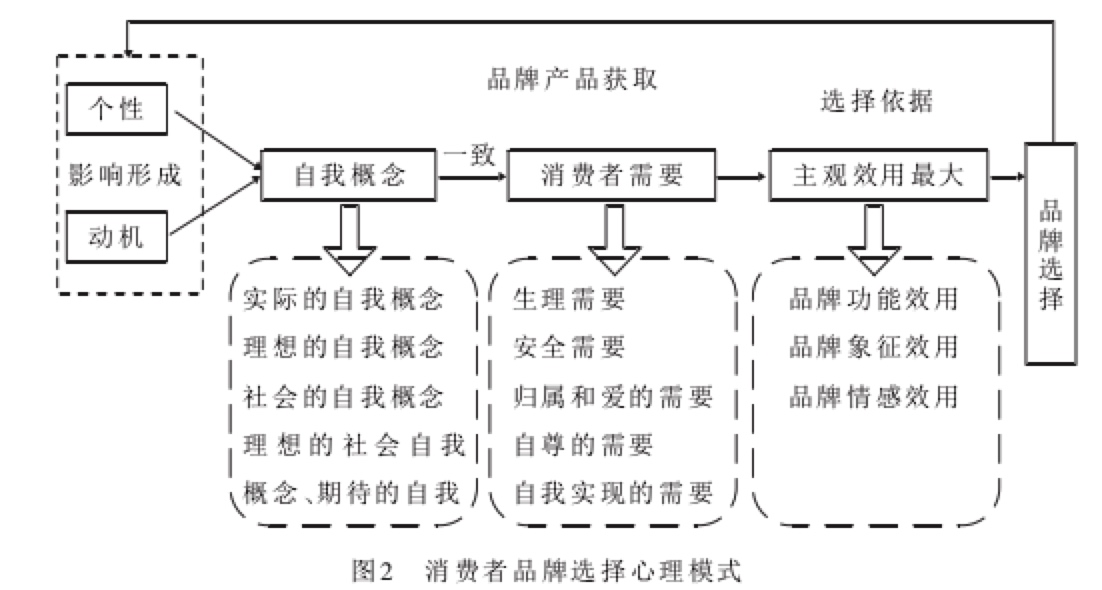 品牌产品获取
选择依据
个性
影响形成
动机
自我概念
一致
消费者需要
主观效用最大
品牌选择
实际的自我概念
理想的自我概念
社会的自我概念
理想的社会自我
概念、期待的自我
生理需要
安全需要
归属和爱的需要
自尊的需要
自我实现的需要
品牌功能效用
品牌象征效用
品牌情感效用
图2 消费者品牌选择心理模式